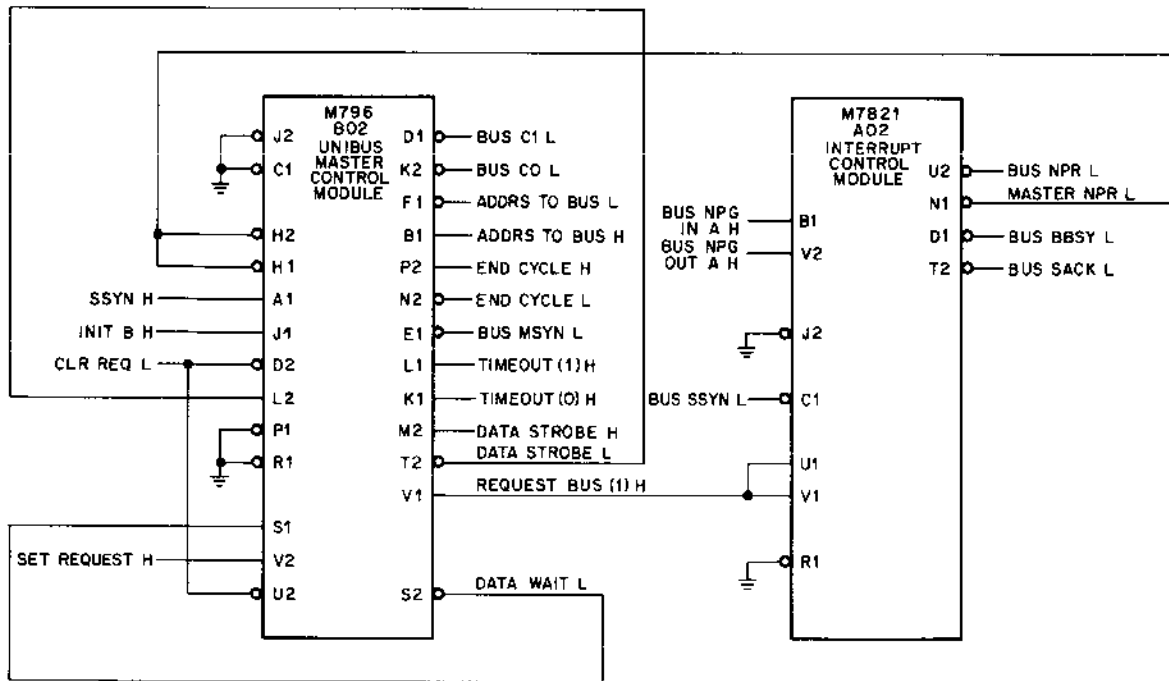 M796
B02
UNIBUS
MASTER
CONTROL
MODULE
J2
C1
H2
H1
SSYN H
A1
INIT B H
J1
CLR REQ L
D2
L2
P1
R1
S1
SET REQUEST H
V2
U2
D1
BUS C1 L
K2
BUS C0 L
F1
ADDRS TO BUS L
B1
ADDRS TO BUS H
P2
END CYCLE H
N2
END CYCLE L
E1
BUS MSYN L
L1
TIMEOUT (1) H
K1
TIMEOUT (0) H
M2
DATA STROBE H
T2
DATA STROBE L
V1
REQUEST BUS (1) H
S2
DATA WAIT L
M7821
A02
INTERRUPT
CONTROL
MODULE
BUS NPG
IN A H
B1
BUS NPG
OUT A H
V2
J2
BUS SSYN L
C1
U1
V1
R1
U2
BUS NPR L
N1
MASTER NPR L
D1
BUS BBSY L
T2
BUS SACK L